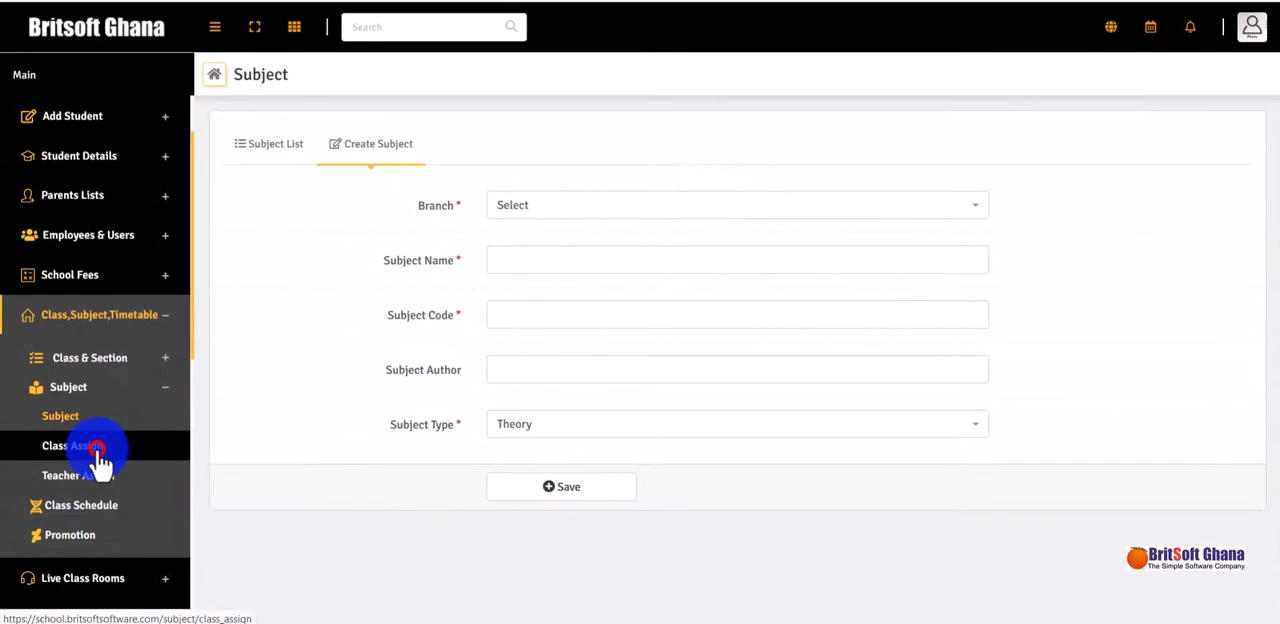 Britsoft Ghana
Search
Main
Add Student
Student Details
Parents Lists
Employees & Users
School Fees
Class,Subject,Timetable
Class & Section
Subject
Subject
Class
Teacher
Class Schedule
Promotion
Live Class Rooms
Subject
Subject List
Create Subject
Branch *
Select
Subject Name *
Subject Code *
Subject Author
Subject Type *
Theory
Save
BritSoft Ghana
The Simple Software Company
https://school.britsoftsoftware.com/subject/class_assign